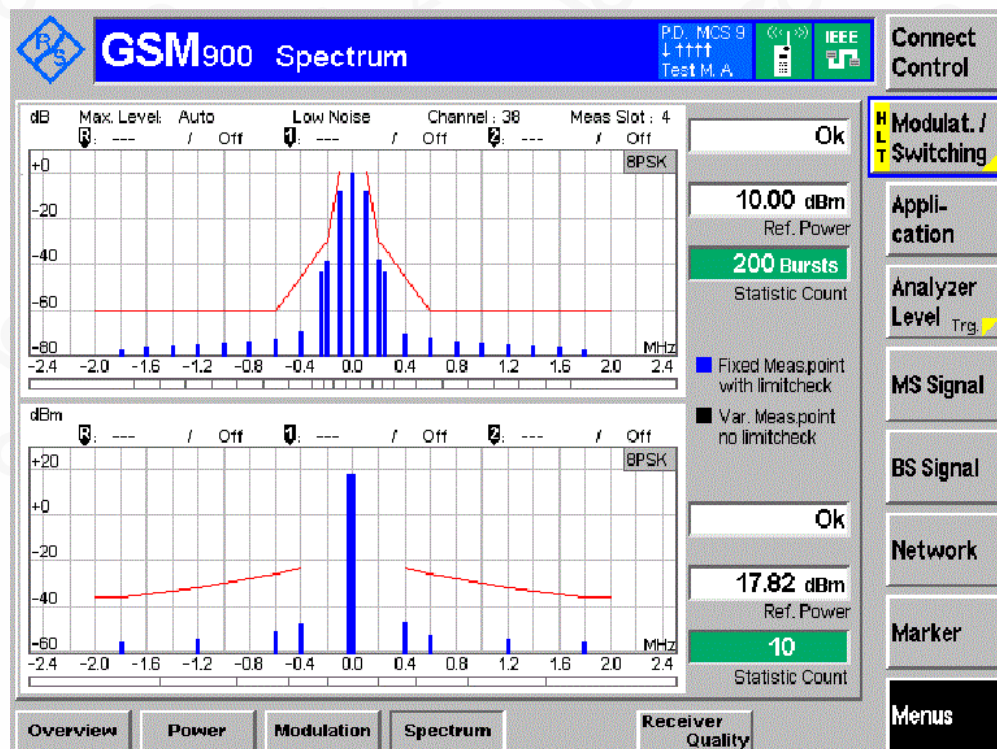 R/S
GSM900 Spectrum
P.D. MCS 9
↓ ↑↑↑↑
Test M. A
IEEE
Connect
Control
dB Max. Level: Auto Low Noise Channel : 38 Meas Slot : 4
R: --- / Off 1: --- / Off 2: --- / Off
8PSK
+0
-20
-40
-60
-80
MHz
-2.4 -2.0 -1.6 -1.2 -0.8 -0.4 0.0 0.4 0.8 1.2 1.6 2.0 2.4
Ok
10.00 dBm
Ref. Power
200 Bursts
Statistic Count
Fixed Meas.point
with limitcheck
Var. Meas.point
no limitcheck
dBm
R: --- / Off 1: --- / Off 2: --- / Off
8PSK
+20
+0
-20
-40
-60
MHz
-2.4 -2.0 -1.6 -1.2 -0.8 -0.4 0.0 0.4 0.8 1.2 1.6 2.0 2.4
Ok
17.82 dBm
Ref. Power
10
Statistic Count
H
L
T
Modulat. /
Switching
Appli-
cation
Analyzer
Level Trg.
MS Signal
BS Signal
Network
Marker
Menus
Overview
Power
Modulation
Spectrum
Receiver
Quality